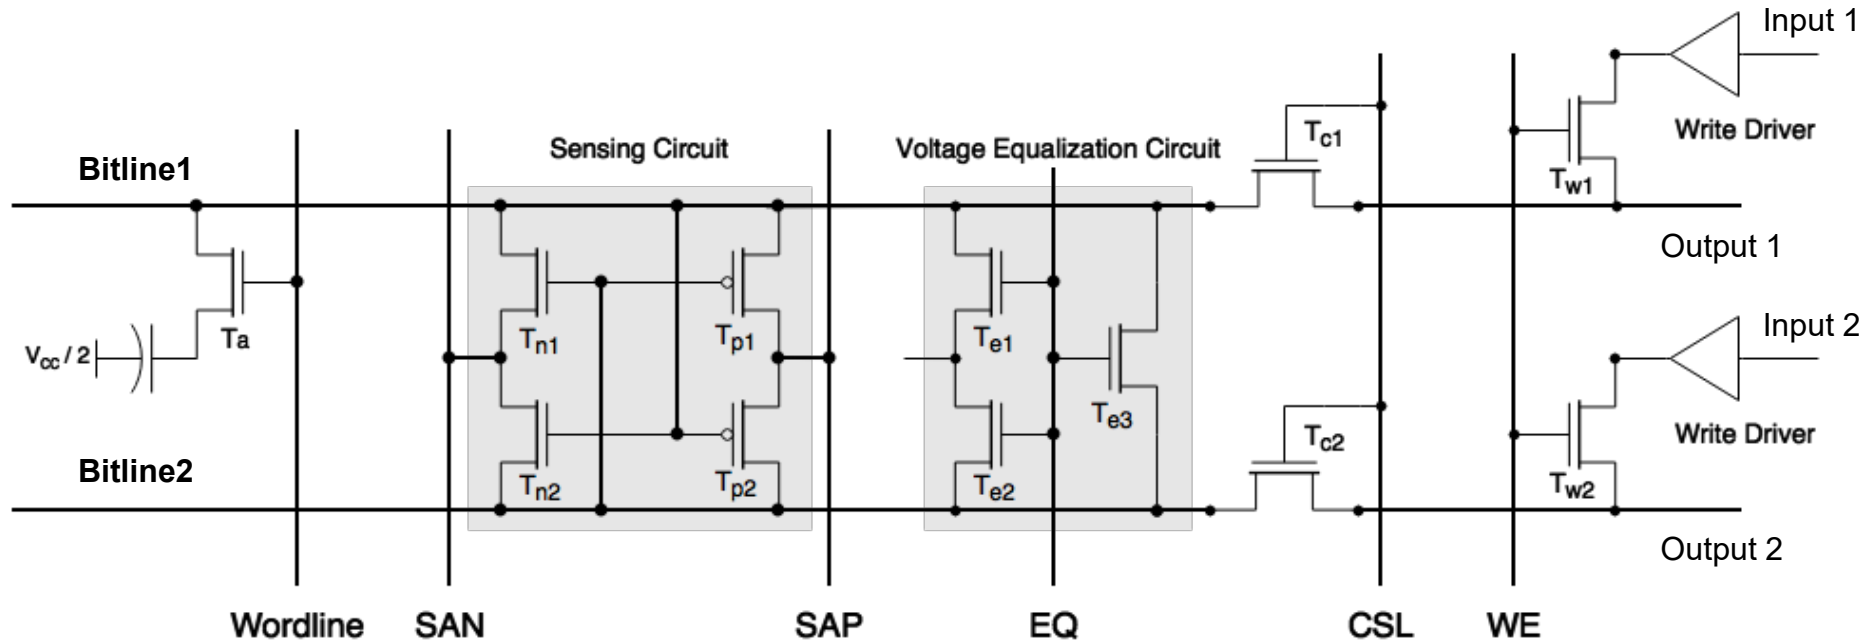 Input 1
Write Driver
Tc1
Sensing Circuit
Voltage Equalization Circuit
Bitline1
Tw1
Output 1
Vcc / 2
Ta
Tn1
Tp1
Te1
Te3
Input 2
Write Driver
Tc2
Bitline2
Tn2
Tp2
Te2
Tw2
Output 2
Wordline
SAN
SAP
EQ
CSL
WE